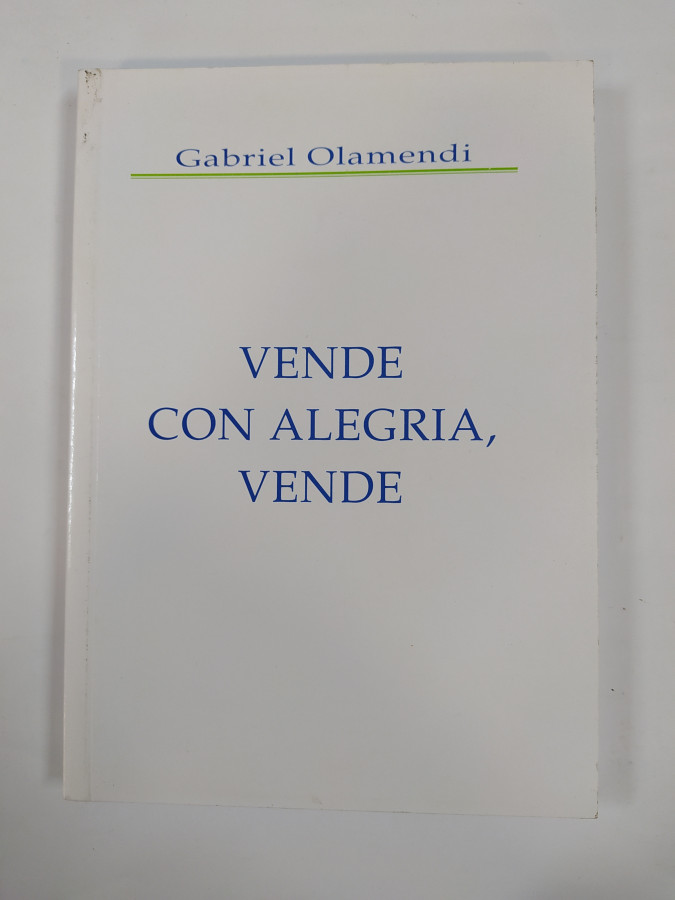 Gabriel Olamendi
VENDE
CON ALEGRIA,
VENDE